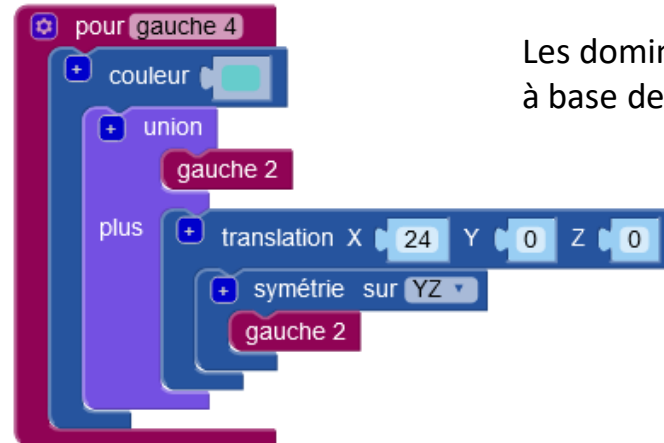 pour gauche 4
couleur
Les domin
à base de
union
gauche 2
plus
translation X 24 Y 0 Z 0
symétrie sur YZ
gauche 2